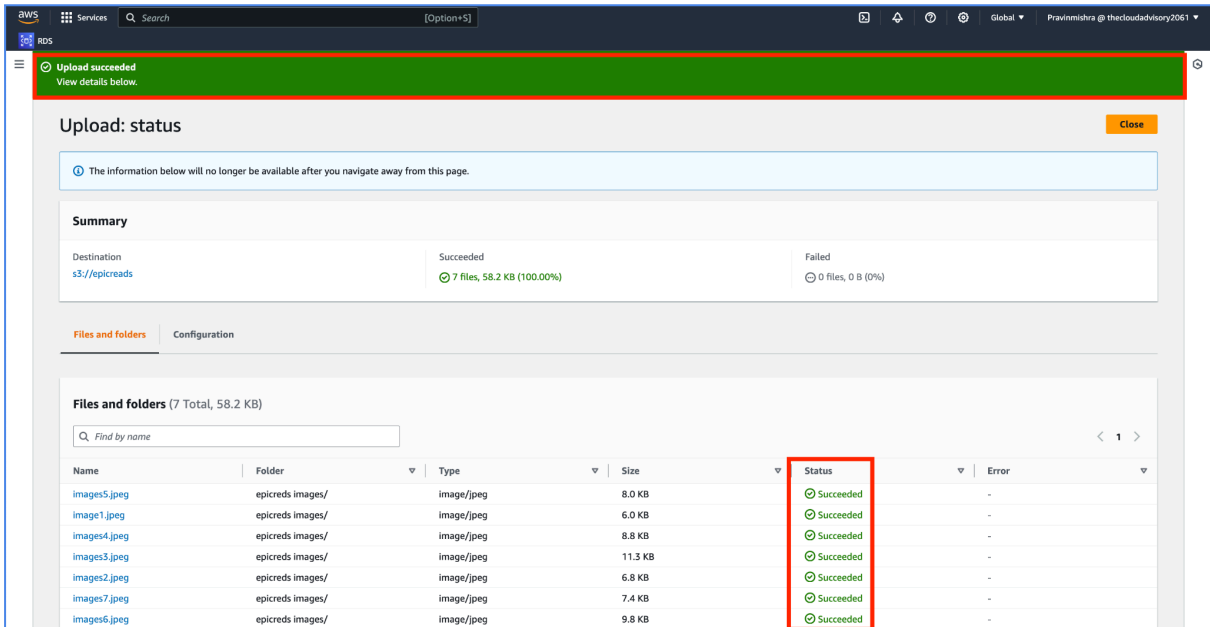 aws Services Search [Option+S] Global ▼ Pravinmishra @ thecloudadvisory2061 ▼
RDS
Upload succeeded
View details below.
Upload: status Close
The information below will no longer be available after you navigate away from this page.
Summary
Destination Succeeded Failed
s3://epicreads 7 files, 58.2 KB (100.00%) 0 files, 0 B (0%)
Files and folders Configuration
Files and folders (7 Total, 58.2 KB)
Find by name < 1 >
Name Folder Type Size Status Error
images5.jpeg epicreds images/ image/jpeg 8.0 KB Succeeded -
image1.jpeg epicreds images/ image/jpeg 6.0 KB Succeeded -
images4.jpeg epicreds images/ image/jpeg 8.8 KB Succeeded -
images3.jpeg epicreds images/ image/jpeg 11.3 KB Succeeded -
images2.jpeg epicreds images/ image/jpeg 6.8 KB Succeeded -
images7.jpeg epicreds images/ image/jpeg 7.4 KB Succeeded -
images6.jpeg epicreds images/ image/jpeg 9.8 KB Succeeded -